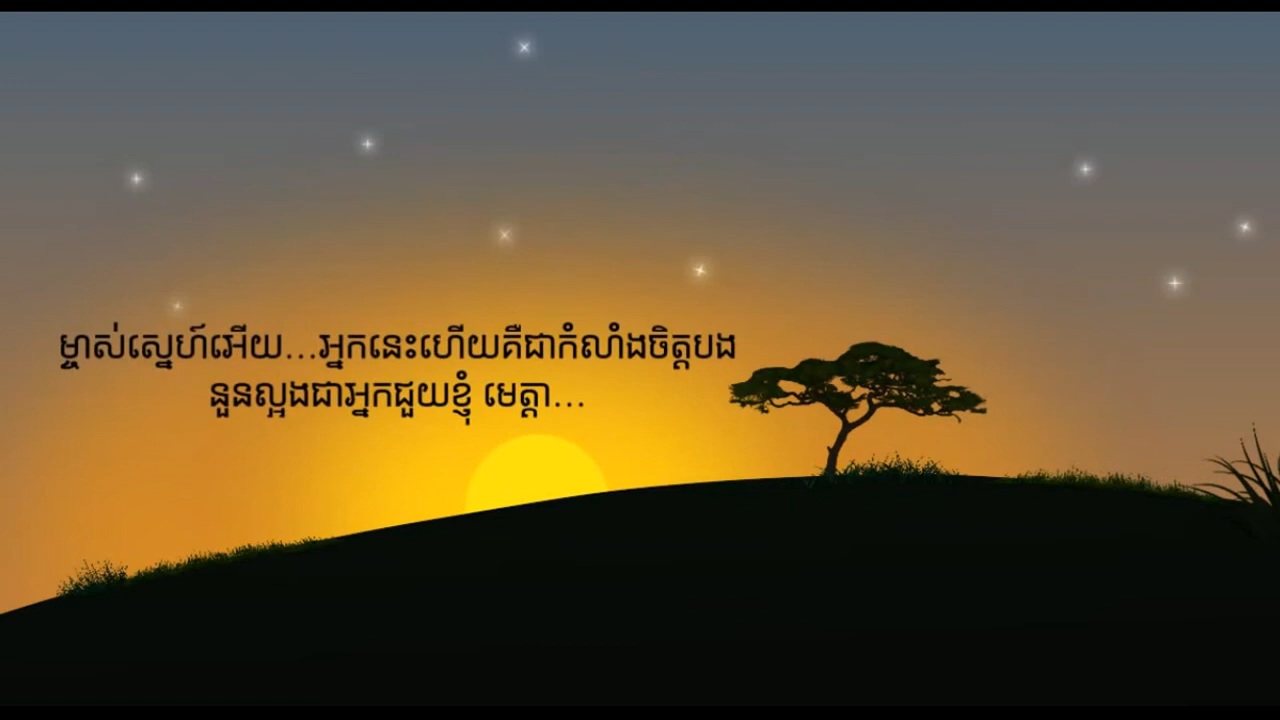 ម្ចាស់ស្នេហ៍អើយ...អ្នកនេះហើយគឺជាកំលាំងចិត្តបង
នួនល្អងជាអ្នកជួយខ្ញុំ មេត្តា...